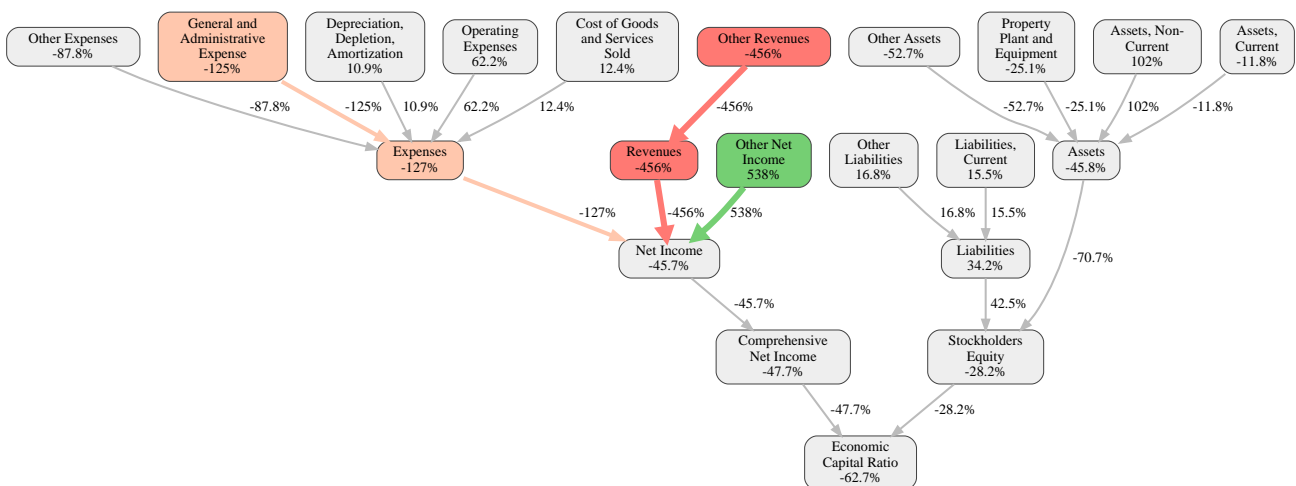 Other Expenses
-87.8%
General and
Administrative
Expense
-125%
Depreciation,
Depletion,
Amortization
10.9%
Operating
Expenses
62.2%
Cost of Goods
and Services
Sold
12.4%
Other Revenues
-456%
Other Assets
-52.7%
Property
Plant and
Equipment
-25.1%
Assets, Non-
Current
102%
Assets,
Current
-11.8%
-87.8%
-125%
10.9%
62.2%
12.4%
-456%
-52.7%
-25.1%
102%
-11.8%
Expenses
-127%
Revenues
-456%
Other Net
Income
538%
Other
Liabilities
16.8%
Liabilities,
Current
15.5%
Assets
-45.8%
-127%
-456%
538%
16.8%
15.5%
-70.7%
Net Income
-45.7%
Liabilities
34.2%
-45.7%
42.5%
Comprehensive
Net Income
-47.7%
Stockholders
Equity
-28.2%
-47.7%
-28.2%
Economic
Capital Ratio
-62.7%